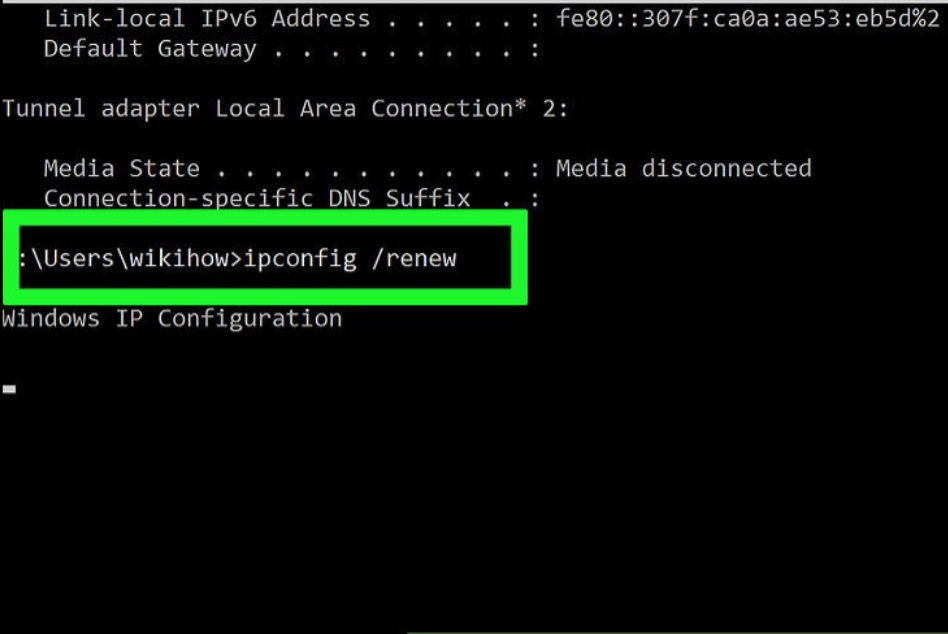 Link-local IPv6 Address . . . . . : fe80::307f:ca0a:ae53:eb5d%2
Default Gateway . . . . . . . . . :
Tunnel adapter Local Area Connection* 2:
Media State . . . . . . . . . . . : Media disconnected
Connection-specific DNS Suffix . :
:\Users\wikihow>ipconfig /renew
Windows IP Configuration